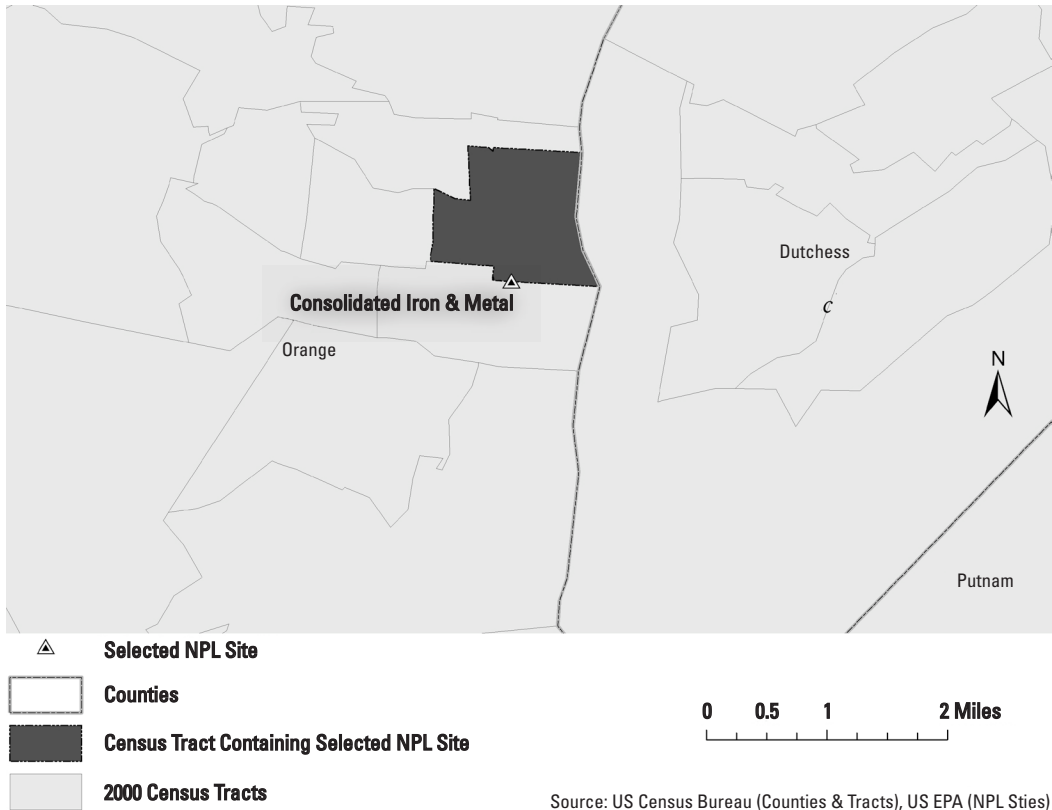 Dutchess
c
Consolidated Iron & Metal
Orange
N
Putnam
Selected NPL Site
Counties
0 0.5 1 2 Miles
Census Tract Containing Selected NPL Site
2000 Census Tracts
Source: US Census Bureau (Counties & Tracts), US EPA (NPL Sties)